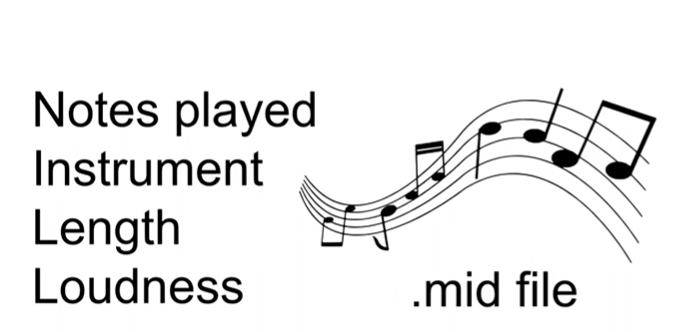 Notes played
Instrument
Length
Loudness
.mid file